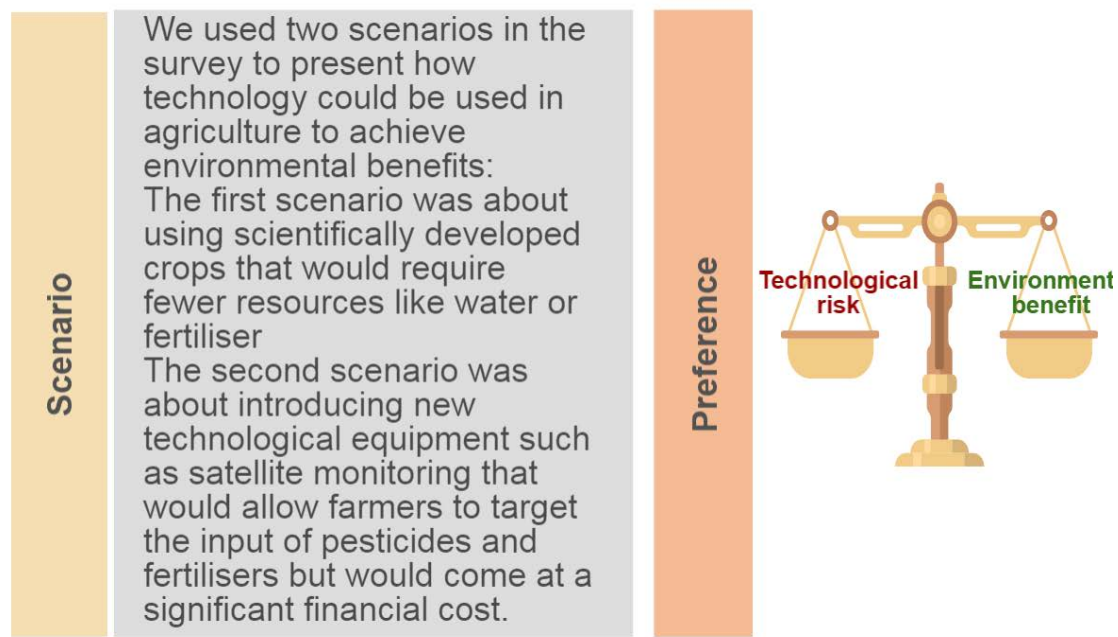 Scenario
We used two scenarios in the
survey to present how
technology could be used in
agriculture to achieve
environmental benefits:
The first scenario was about
using scientifically developed
crops that would require
fewer resources like water or
fertiliser
The second scenario was
about introducing new
technological equipment such
as satellite monitoring that
would allow farmers to target
the input of pesticides and
fertilisers but would come at a
significant financial cost.
Preference
Technological
risk
Environment
benefit